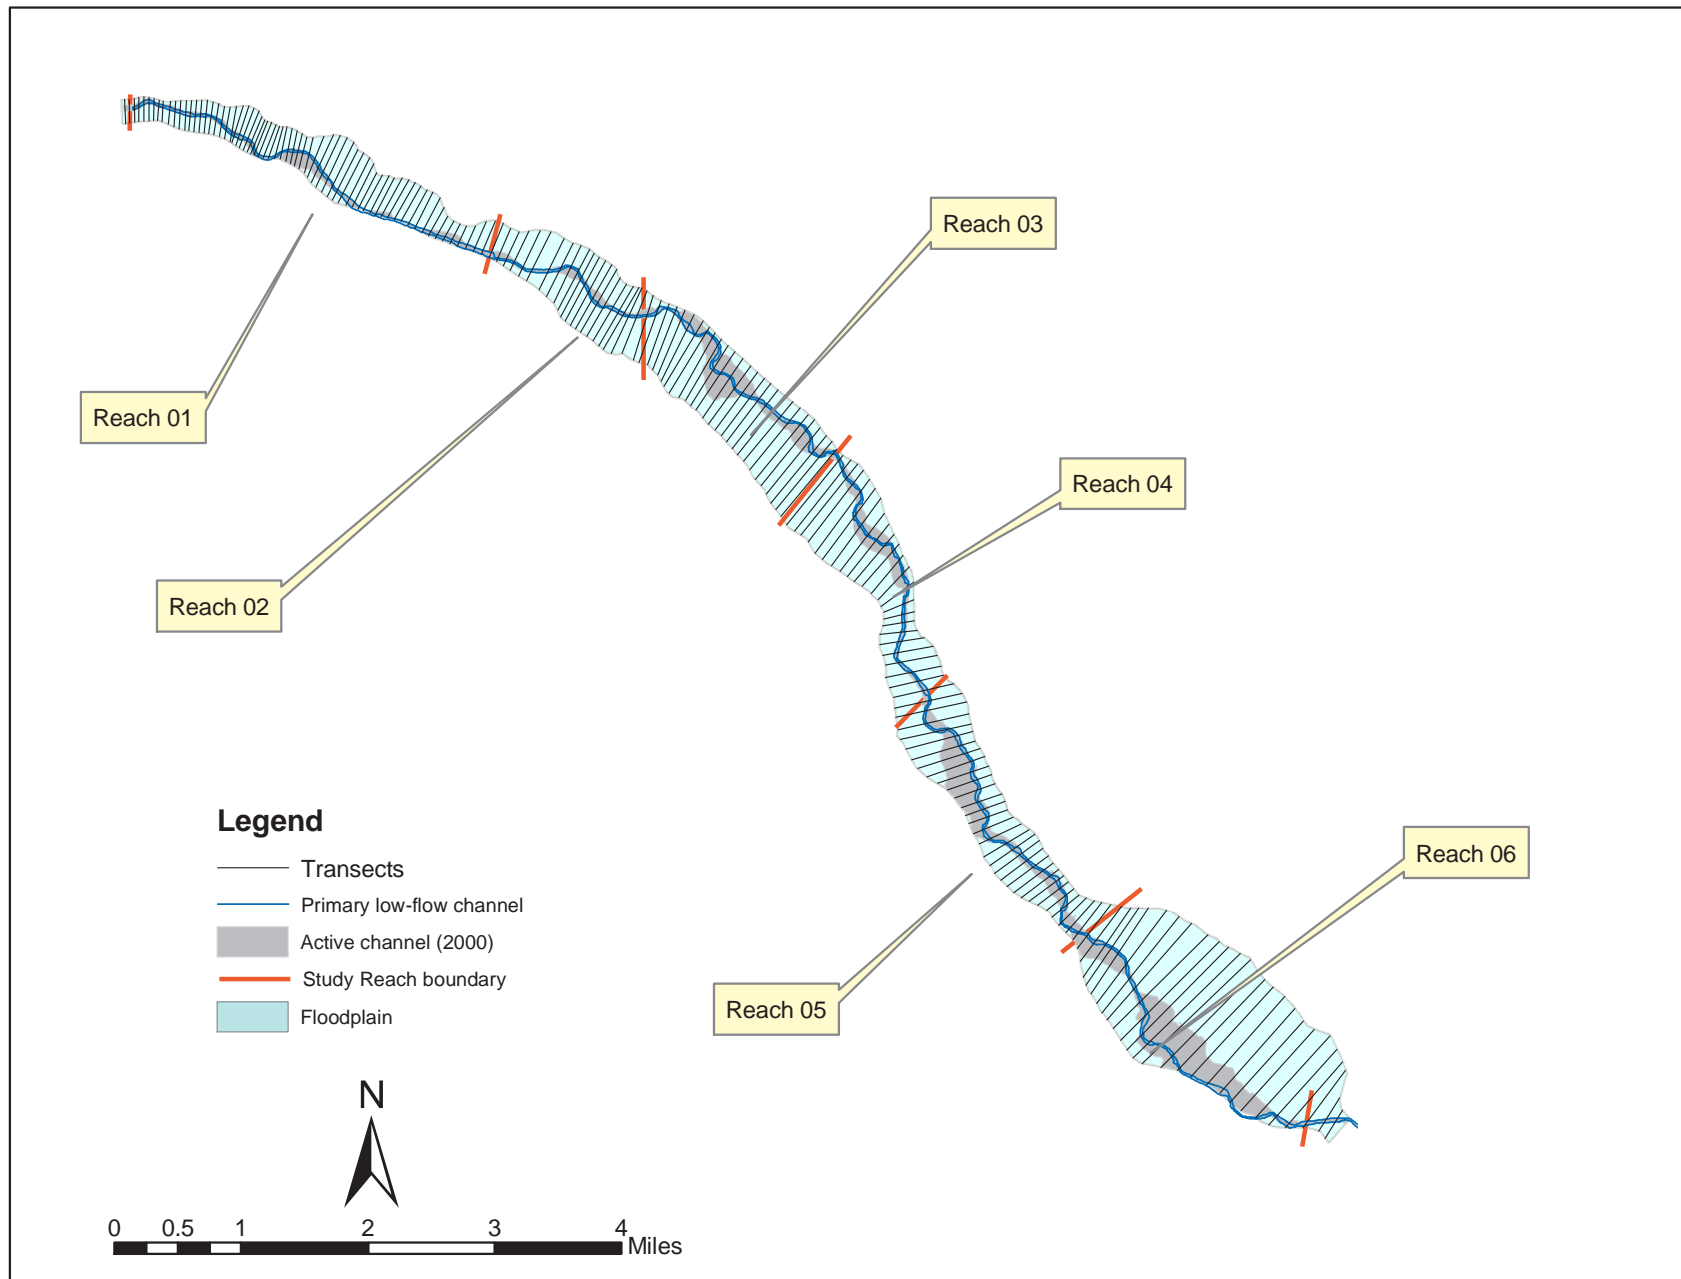 Reach 03
Reach 01
Reach 04
Reach 02
Legend
Transects
Primary low-flow channel
Active channel (2000)
Study Reach boundary
Floodplain
Reach 06
Reach 05
N
0 0.5 1 2 3 4
Miles